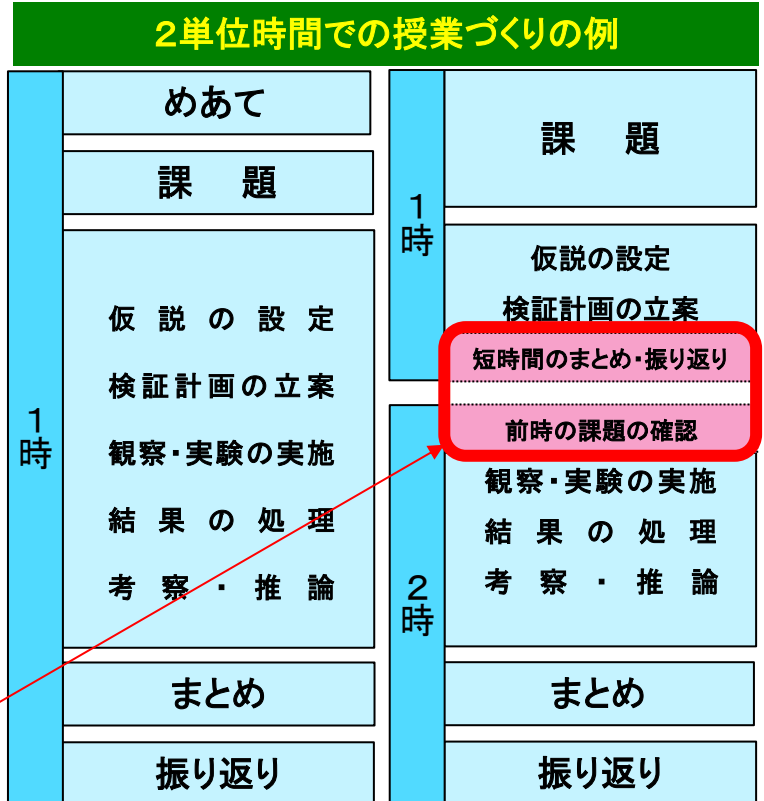 2単位時間での授業づくりの例
1時
めあて
課 題
仮説の設定
検証計画の立案
観察・実験の実施
結果の処理
考察・推論
まとめ
振り返り
1時
課 題
仮説の設定
検証計画の立案
短時間のまとめ・振り返り
2時
前時の課題の確認
観察・実験の実施
結果の処理
考察・推論
まとめ
振り返り